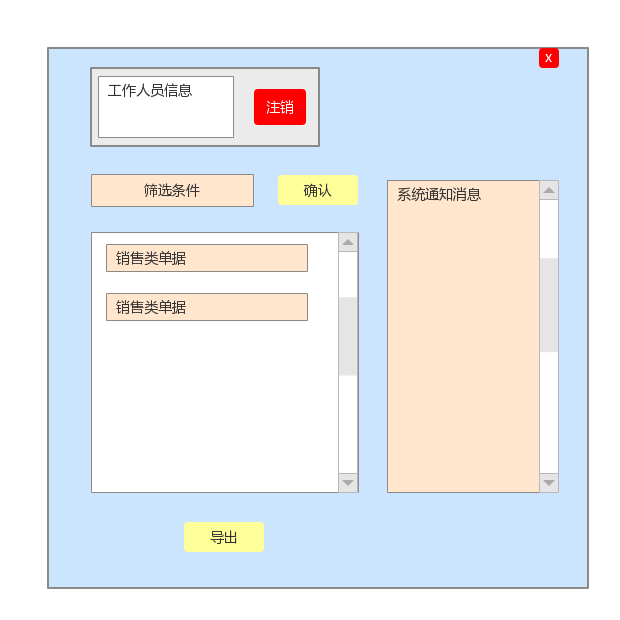 x
工作人员信息
注销
筛选条件
确认
系统通知消息
销售类单据
销售类单据
导出